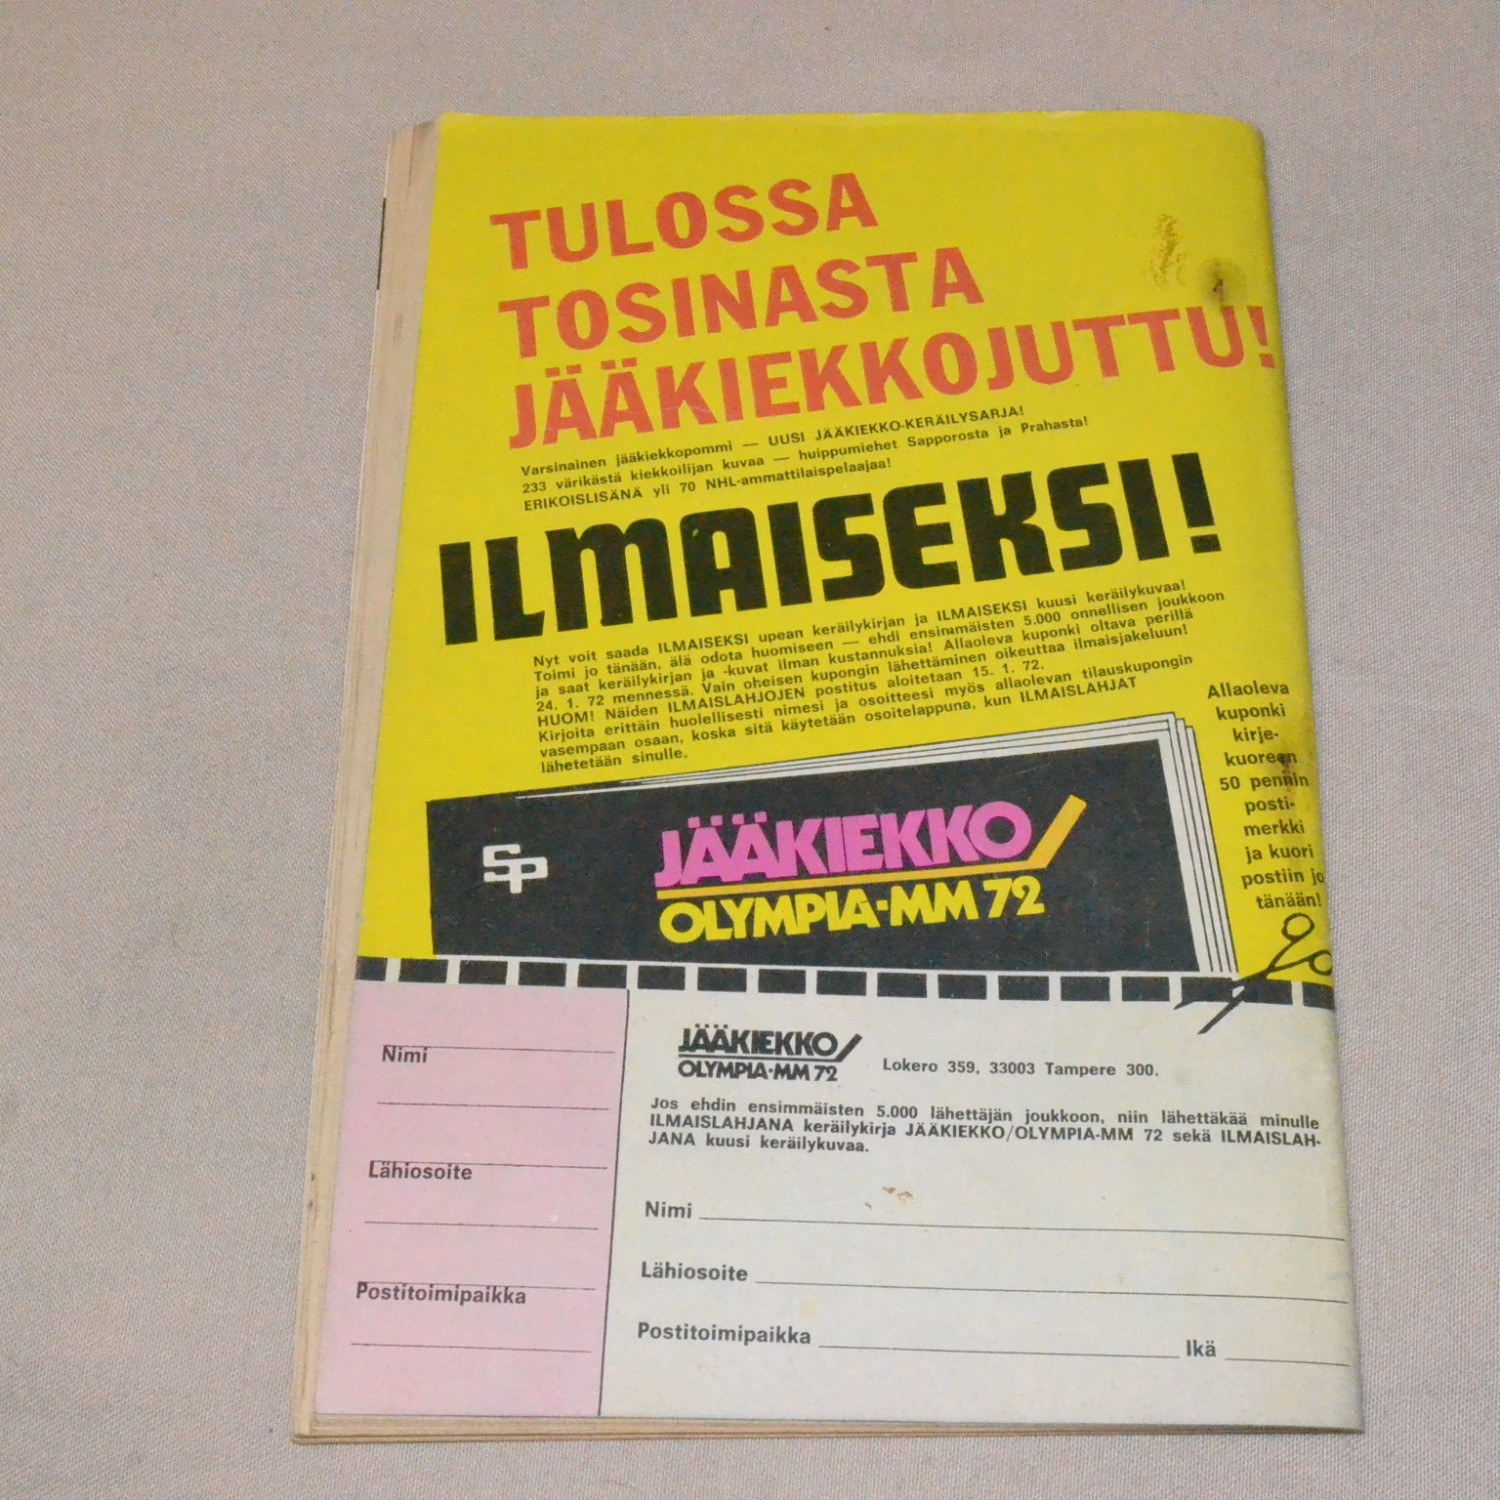 TULOSSA
TOSINASTA
JÄÄKIEKKOJUTTU!
Varsinainen jääkiekkopommi — UUSI JÄÄKIEKKO-KERÄILYSARJA!
233 värikästä kiekkoilijan kuvaa — huippumiehet Sapporosta ja Prahasta!
ERIKOISLISÄNÄ yli 70 NHL-ammattilaispelaajaa!
ILMAISEKSI!
Nyt voit saada ILMAISEKSI upean keräilykirjan ja ILMAISEKSI kuusi keräilykuvaa!
Toimi jo tänään, älä odota huomiseen — ehdi ensimmäisten 5.000 onnellisen joukkoon
ja saat keräilykirjan ja -kuvat ilman kustannuksia! Allaoleva kuponki oltava perillä
24. 1. 72 mennessä. Vain oheisen kupongin lähettäminen oikeuttaa ilmaisjakeluun!
HUOM! Näiden ILMAISLAHJOJEN postitus aloitetaan 15. 1. 72.
Kirjoita erittäin huolellisesti nimesi ja osoitteesi myös allaolevan tilauskupongin
vasempaan osaan, koska sitä käytetään osoitelappuna, kun ILMAISLAHJAT
lähetetään sinulle.
Allaoleva
kuponki
kirje-
kuoreen
50 pennin
posti-
merkki
ja kuori
postiin jo
tänään!
SP
JÄÄKIEKKO/
OLYMPIA-MM 72
Nimi
Lähiosoite
Postitoimipaikka
JÄÄKIEKKO/
OLYMPIA-MM 72
Lokero 359, 33003 Tampere 300.
Jos ehdin ensimmäisten 5.000 lähettäjän joukkoon, niin lähettäkää minulle
ILMAISLAHJANA keräilykirja JÄÄKIEKKO/OLYMPIA-MM 72 sekä ILMAISLAH-
JANA kuusi keräilykuvaa.
Nimi
Lähiosoite
Postitoimipaikka Ikä